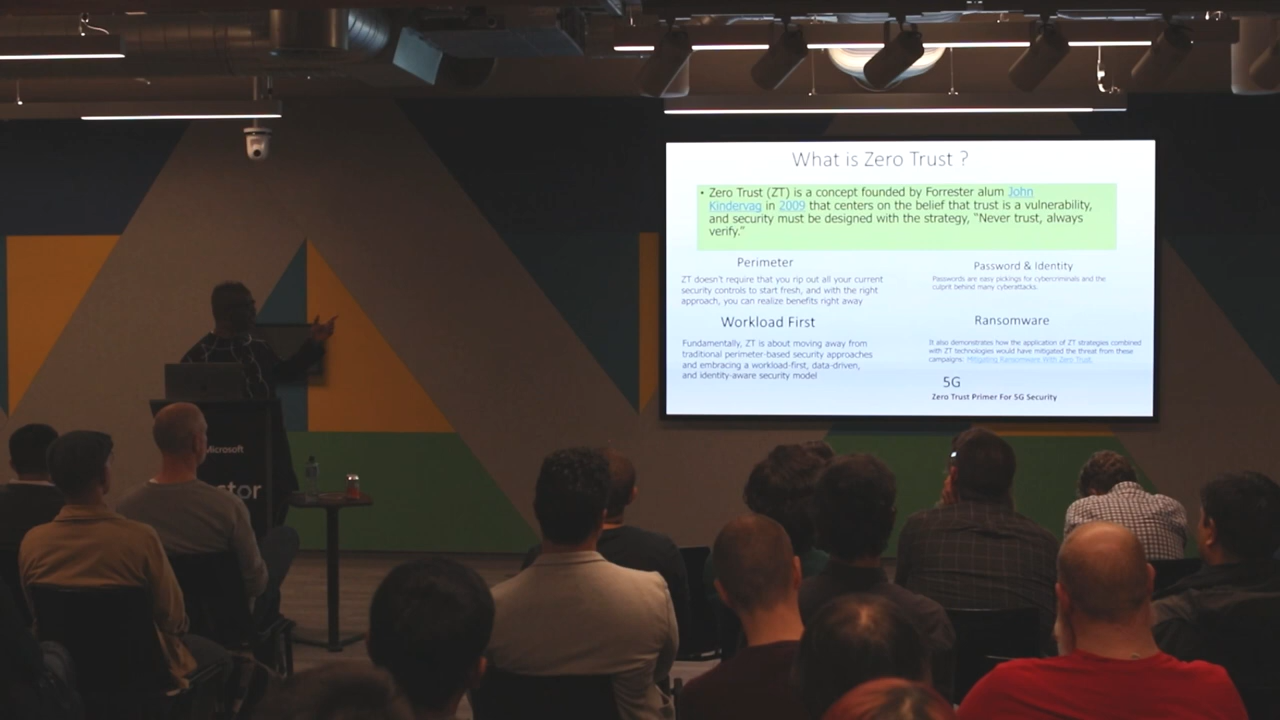 What is Zero Trust ?
• Zero Trust (ZT) is a concept founded by Forrester alum John
Kindervag in 2009 that centers on the belief that trust is a vulnerability,
and security must be designed with the strategy, "Never trust, always
verify."
Perimeter
ZT doesn't require that you rip out all your current
security controls to start fresh, and with the right
approach, you can realize benefits right away
Workload First
Fundamentally, ZT is about moving away from
traditional perimeter-based security approaches
and embracing a workload-first, data-driven,
and identity-aware security model
Password & Identity
Passwords are easy pickings for cybercriminals and the
culprit behind many cyberattacks.
Ransomware
It also demonstrates how the application of ZT strategies combined
with ZT technologies would have mitigated the threat from these
campaigns: Mitigating Ransomware With Zero Trust.
5G
Zero Trust Primer For 5G Security
Microsoft